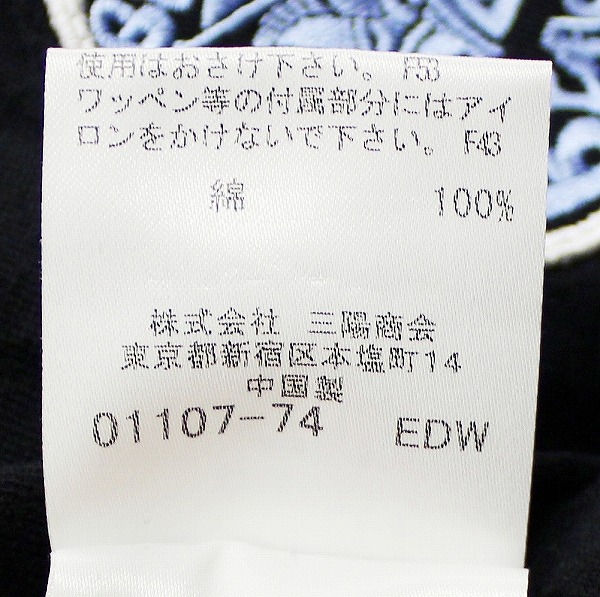 使用はおさけ下さい。 F53
ワッペン等の付属部分にはアイ
ロンをかけないで下さい。 F43
綿 100%
株式会社 三陽商会
東京都新宿区本塩町14
中国製
01107-74 EDW